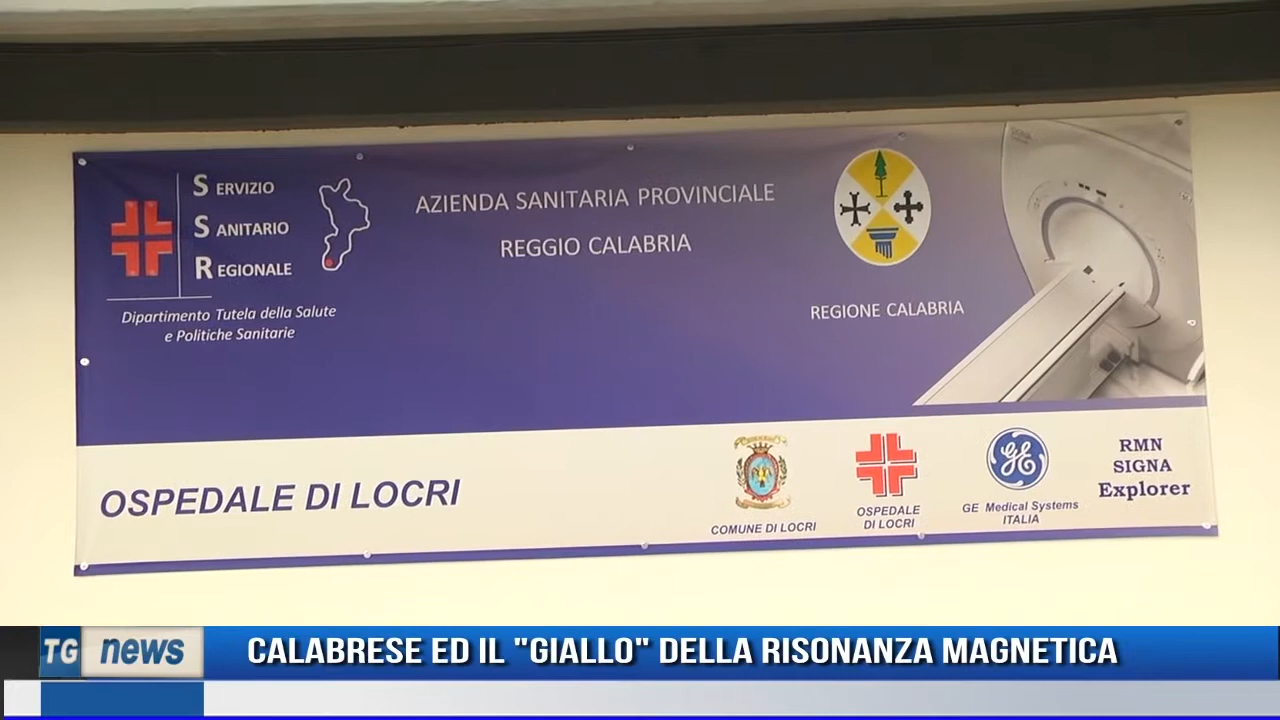 SERVIZIO
SANITARIO
REGIONALE
Dipartimento Tutela della Salute
e Politiche Sanitarie
AZIENDA SANITARIA PROVINCIALE
REGGIO CALABRIA
REGIONE CALABRIA
OSPEDALE DI LOCRI
COMUNE DI LOCRI
OSPEDALE
DI LOCRI
GE
GE Medical Systems
ITALIA
RMN
SIGNA
Explorer
TG news
CALABRESE ED IL "GIALLO" DELLA RISONANZA MAGNETICA